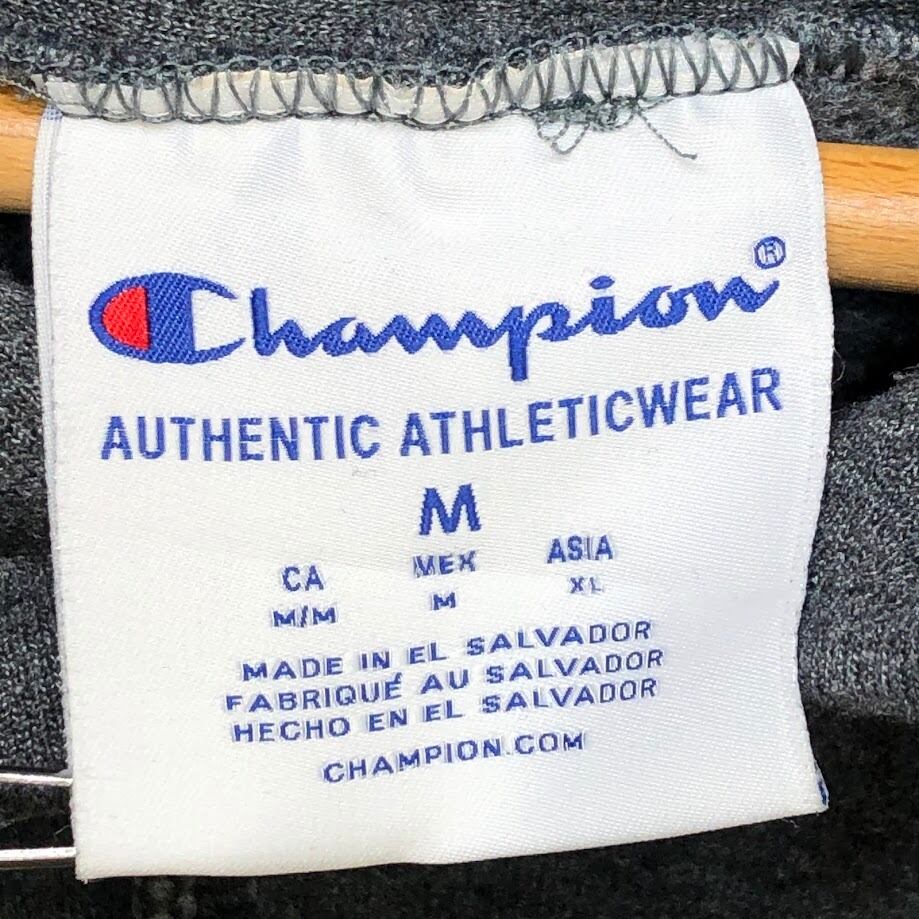 Champion®
AUTHENTIC ATHLETICWEAR
M
CA MEX ASIA
M/M M XL
MADE IN EL SALVADOR
FABRIQUÉ AU SALVADOR
HECHO EN EL SALVADOR
CHAMPION.COM